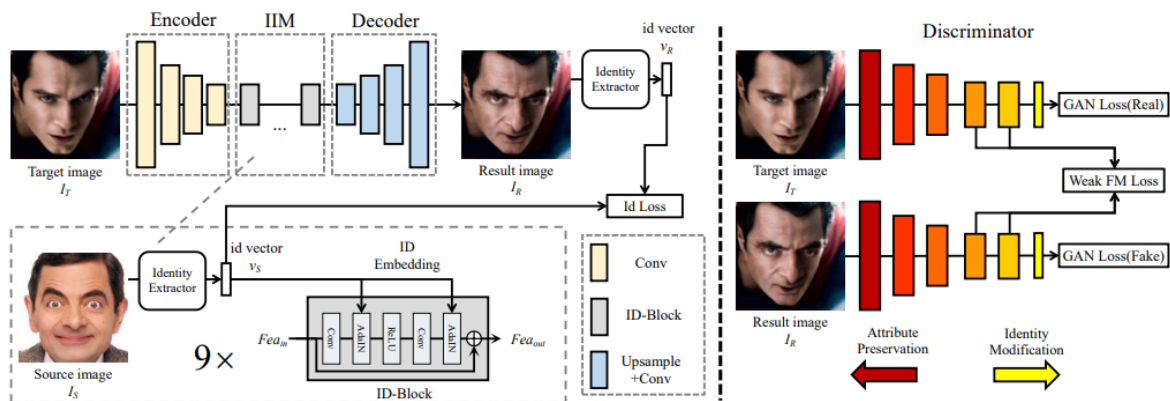 Encoder
IIM
Decoder
id vector
v_R
Identity
Extractor
...
Target image
I_T
Result image
I_R
Id Loss
id vector
v_S
ID
Embedding
Identity
Extractor
Source image
I_S
9×
Fea_in
Conv
AdaIN
ReLU
Conv
AdaIN
Fea_out
ID-Block
Conv
ID-Block
Upsample
+Conv
Discriminator
Target image
I_T
GAN Loss(Real)
Weak FM Loss
GAN Loss(Fake)
Result image
I_R
Attribute
Preservation
Identity
Modification